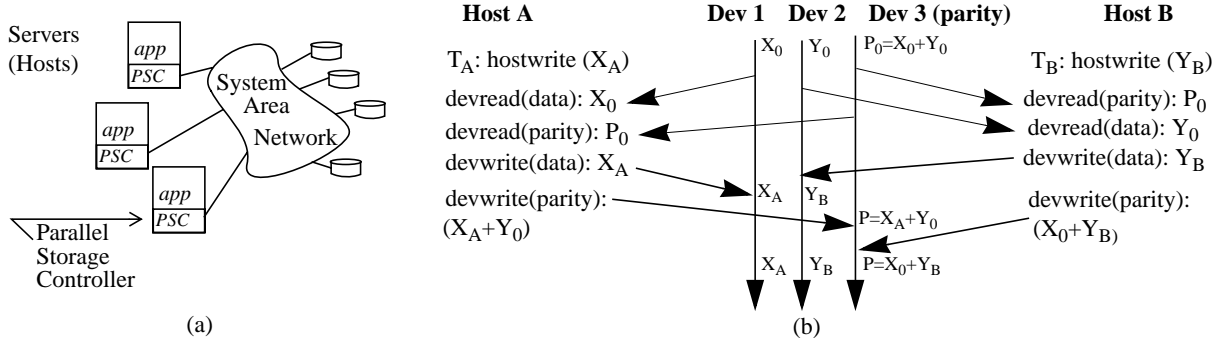 Servers
(Hosts)
app
PSC
app
PSC
app
PSC
System
Area
Network
Parallel
Storage
Controller
(a)
Host A Dev 1 Dev 2 Dev 3 (parity) Host B
X0 Y0 P0=X0+Y0
TA: hostwrite (XA) TB: hostwrite (YB)
devread(data): X0 devread(parity): P0
devread(parity): P0 devread(data): Y0
devwrite(data): XA devwrite(data): YB
XA YB
devwrite(parity): devwrite(parity):
(XA+Y0) P=XA+Y0 (X0+YB)
XA YB P=X0+YB
(b)